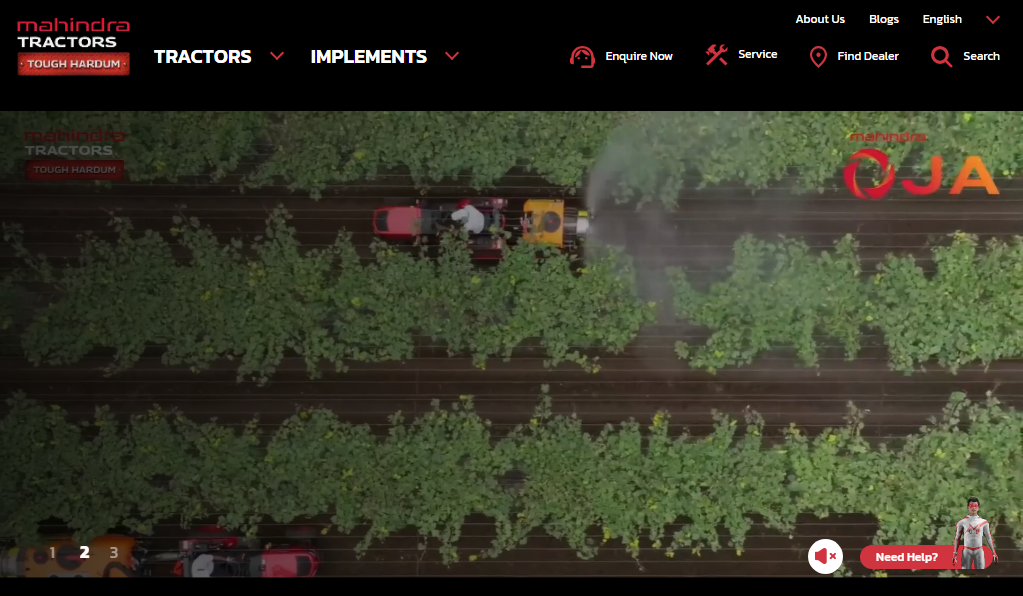 About Us Blogs English
mahindra
TRACTORS
TOUGH HARDUM
TRACTORS IMPLEMENTS Enquire Now Service Find Dealer Search
mahindra
TRACTORS
TOUGH HARDUM
mahindra
OJA
1 2 3
Need Help?